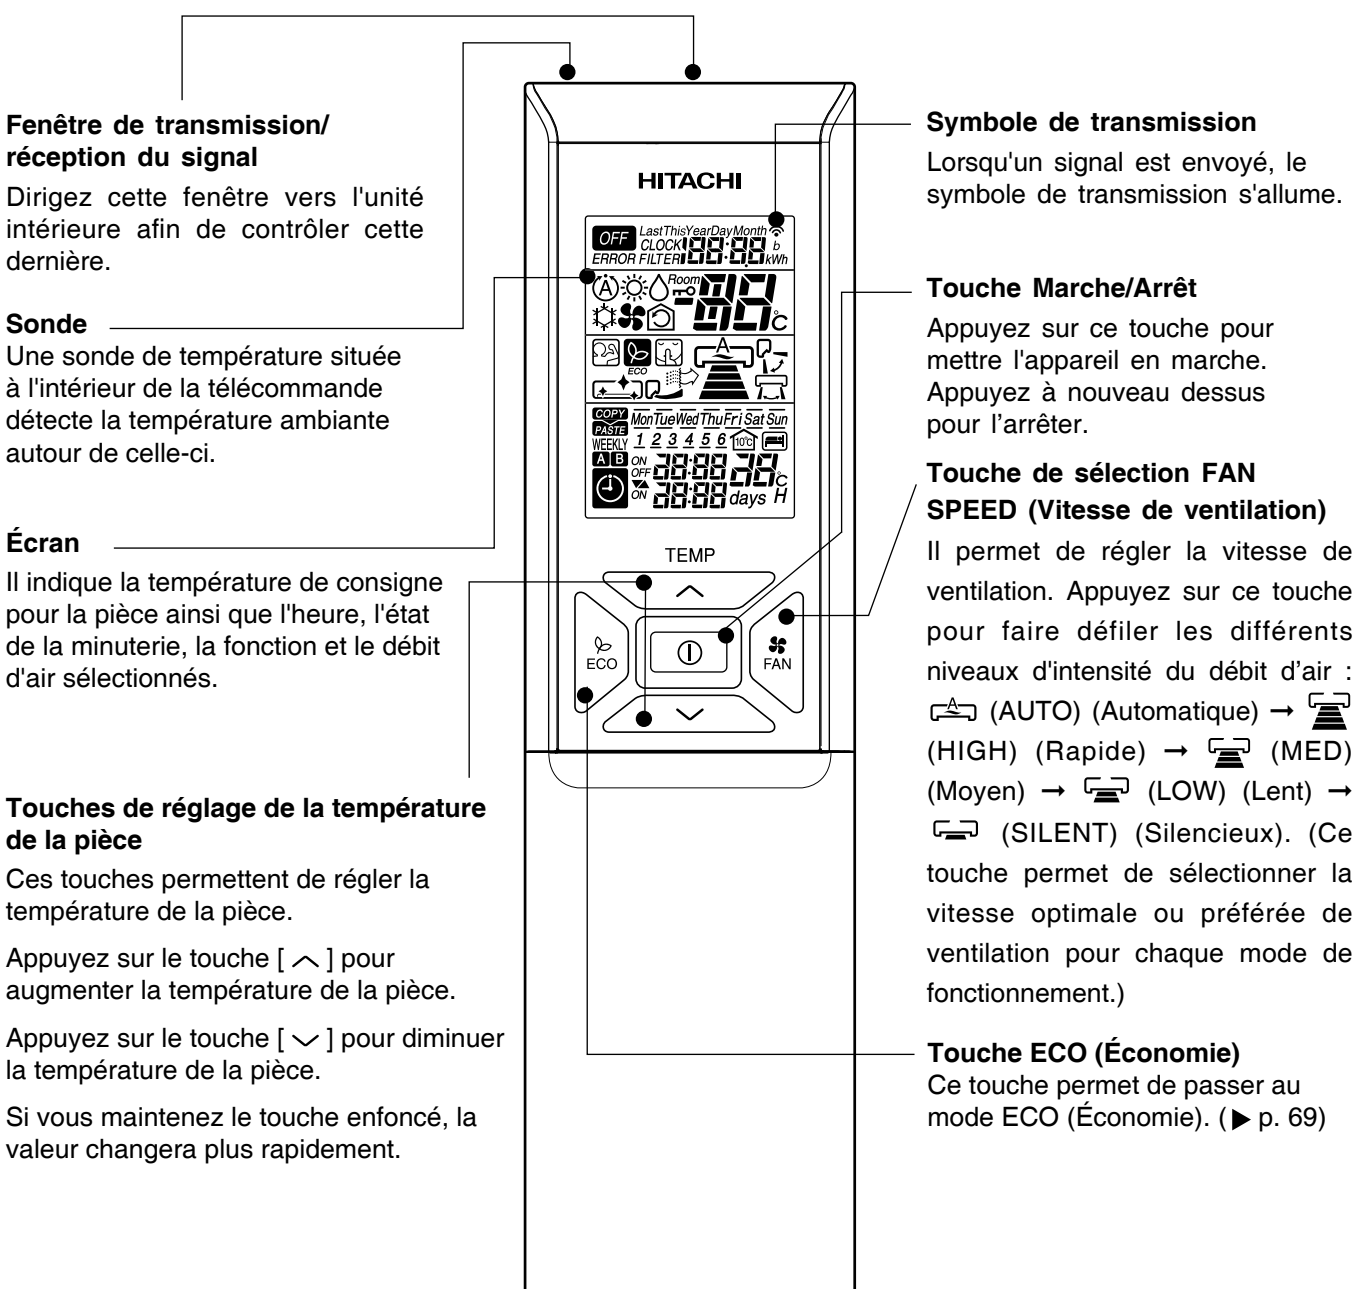 Fenêtre de transmission/
réception du signal
Dirigez cette fenêtre vers l'unité
intérieure afin de contrôler cette
dernière.
Sonde
Une sonde de température située
à l'intérieur de la télécommande
détecte la température ambiante
autour de celle-ci.
Écran
Il indique la température de consigne
pour la pièce ainsi que l'heure, l'état
de la minuterie, la fonction et le débit
d'air sélectionnés.
Touches de réglage de la température
de la pièce
Ces touches permettent de régler la
température de la pièce.
Appuyez sur le touche [ ︿ ] pour
augmenter la température de la pièce.
Appuyez sur le touche [ ﹀ ] pour diminuer
la température de la pièce.
Si vous maintenez le touche enfoncé, la
valeur changera plus rapidement.
HITACHI
OFF LastThisYearDayMonth
CLOCK 188:88 b
ERROR FILTER kWh
A Room
-88 °C
A
ECO
COPY MonTueWedThuFriSatSun
PASTE
WEEKLY 1 2 3 4 5 6 10°C
A B ON 88:88 88 °C
OFF
ON 88:88 days H
TEMP
ECO
FAN
Symbole de transmission
Lorsqu'un signal est envoyé, le
symbole de transmission s'allume.
Touche Marche/Arrêt
Appuyez sur ce touche pour
mettre l'appareil en marche.
Appuyez à nouveau dessus
pour l’arrêter.
Touche de sélection FAN
SPEED (Vitesse de ventilation)
Il permet de régler la vitesse de
ventilation. Appuyez sur ce touche
pour faire défiler les différents
niveaux d'intensité du débit d’air :
A (AUTO) (Automatique) →
(HIGH) (Rapide) → (MED)
(Moyen) → (LOW) (Lent) →
(SILENT) (Silencieux). (Ce
touche permet de sélectionner la
vitesse optimale ou préférée de
ventilation pour chaque mode de
fonctionnement.)
Touche ECO (Économie)
Ce touche permet de passer au
mode ECO (Économie). (▶ p. 69)